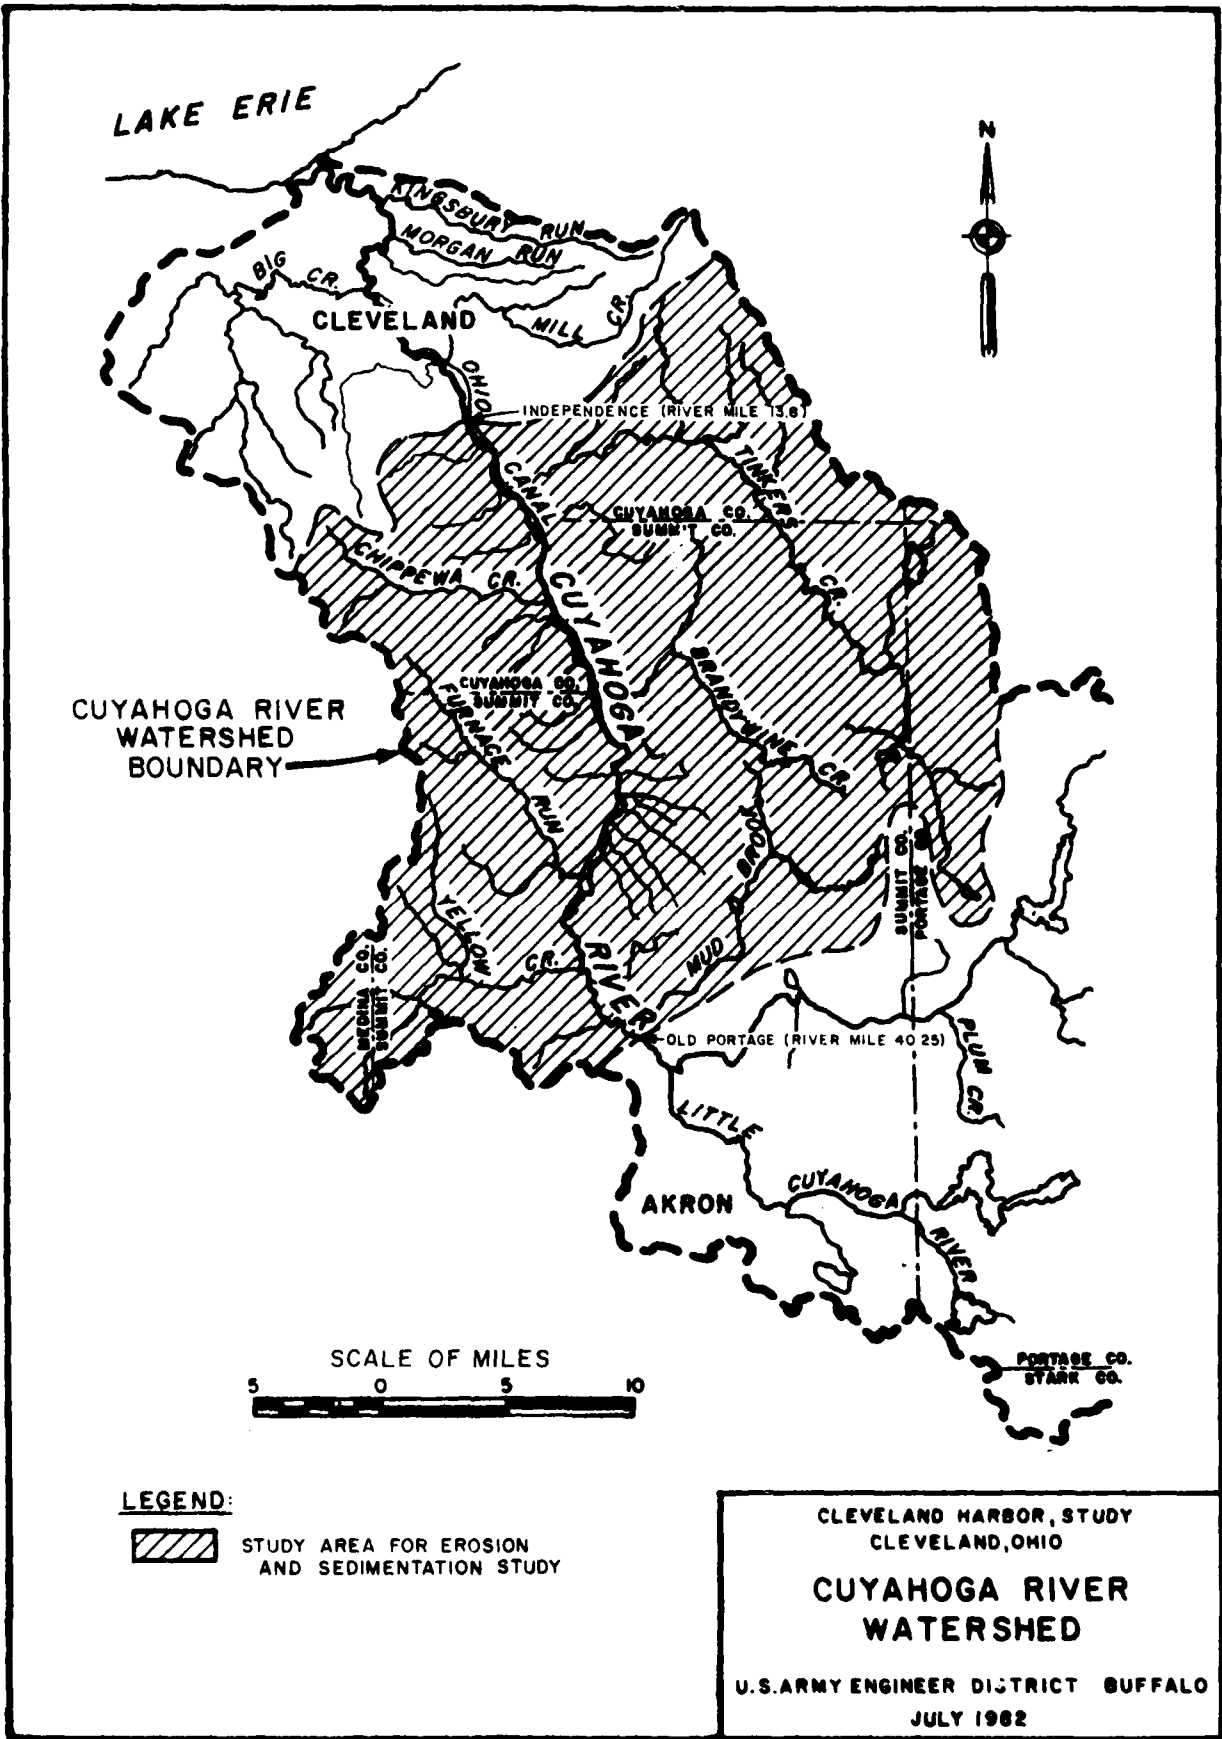 LAKE ERIE
N
KINGSBURY RUN
MORGAN RUN
BIG CR.
CLEVELAND
MILL CR.
OHIO CANAL
INDEPENDENCE (RIVER MILE 13.8)
TINKERS CR.
CUYAHOGA CO.
SUMMIT CO.
CHIPPEWA CR.
CUYAHOGA RIVER
CUYAHOGA CO.
SUMMIT CO.
BRANDYWINE CR.
FURNACE RUN
CUYAHOGA RIVER
WATERSHED
BOUNDARY
SUMMIT CO.
PORTAGE CO.
YELLOW CR.
MUD BROOK
MEDINA CO.
SUMMIT CO.
OLD PORTAGE (RIVER MILE 40.25)
PLUM CR.
LITTLE CUYAHOGA RIVER
AKRON
PORTAGE CO.
STARK CO.
SCALE OF MILES
5 0 5 10
LEGEND:
STUDY AREA FOR EROSION
AND SEDIMENTATION STUDY
CLEVELAND HARBOR, STUDY
CLEVELAND, OHIO
CUYAHOGA RIVER
WATERSHED
U.S. ARMY ENGINEER DISTRICT BUFFALO
JULY 1982